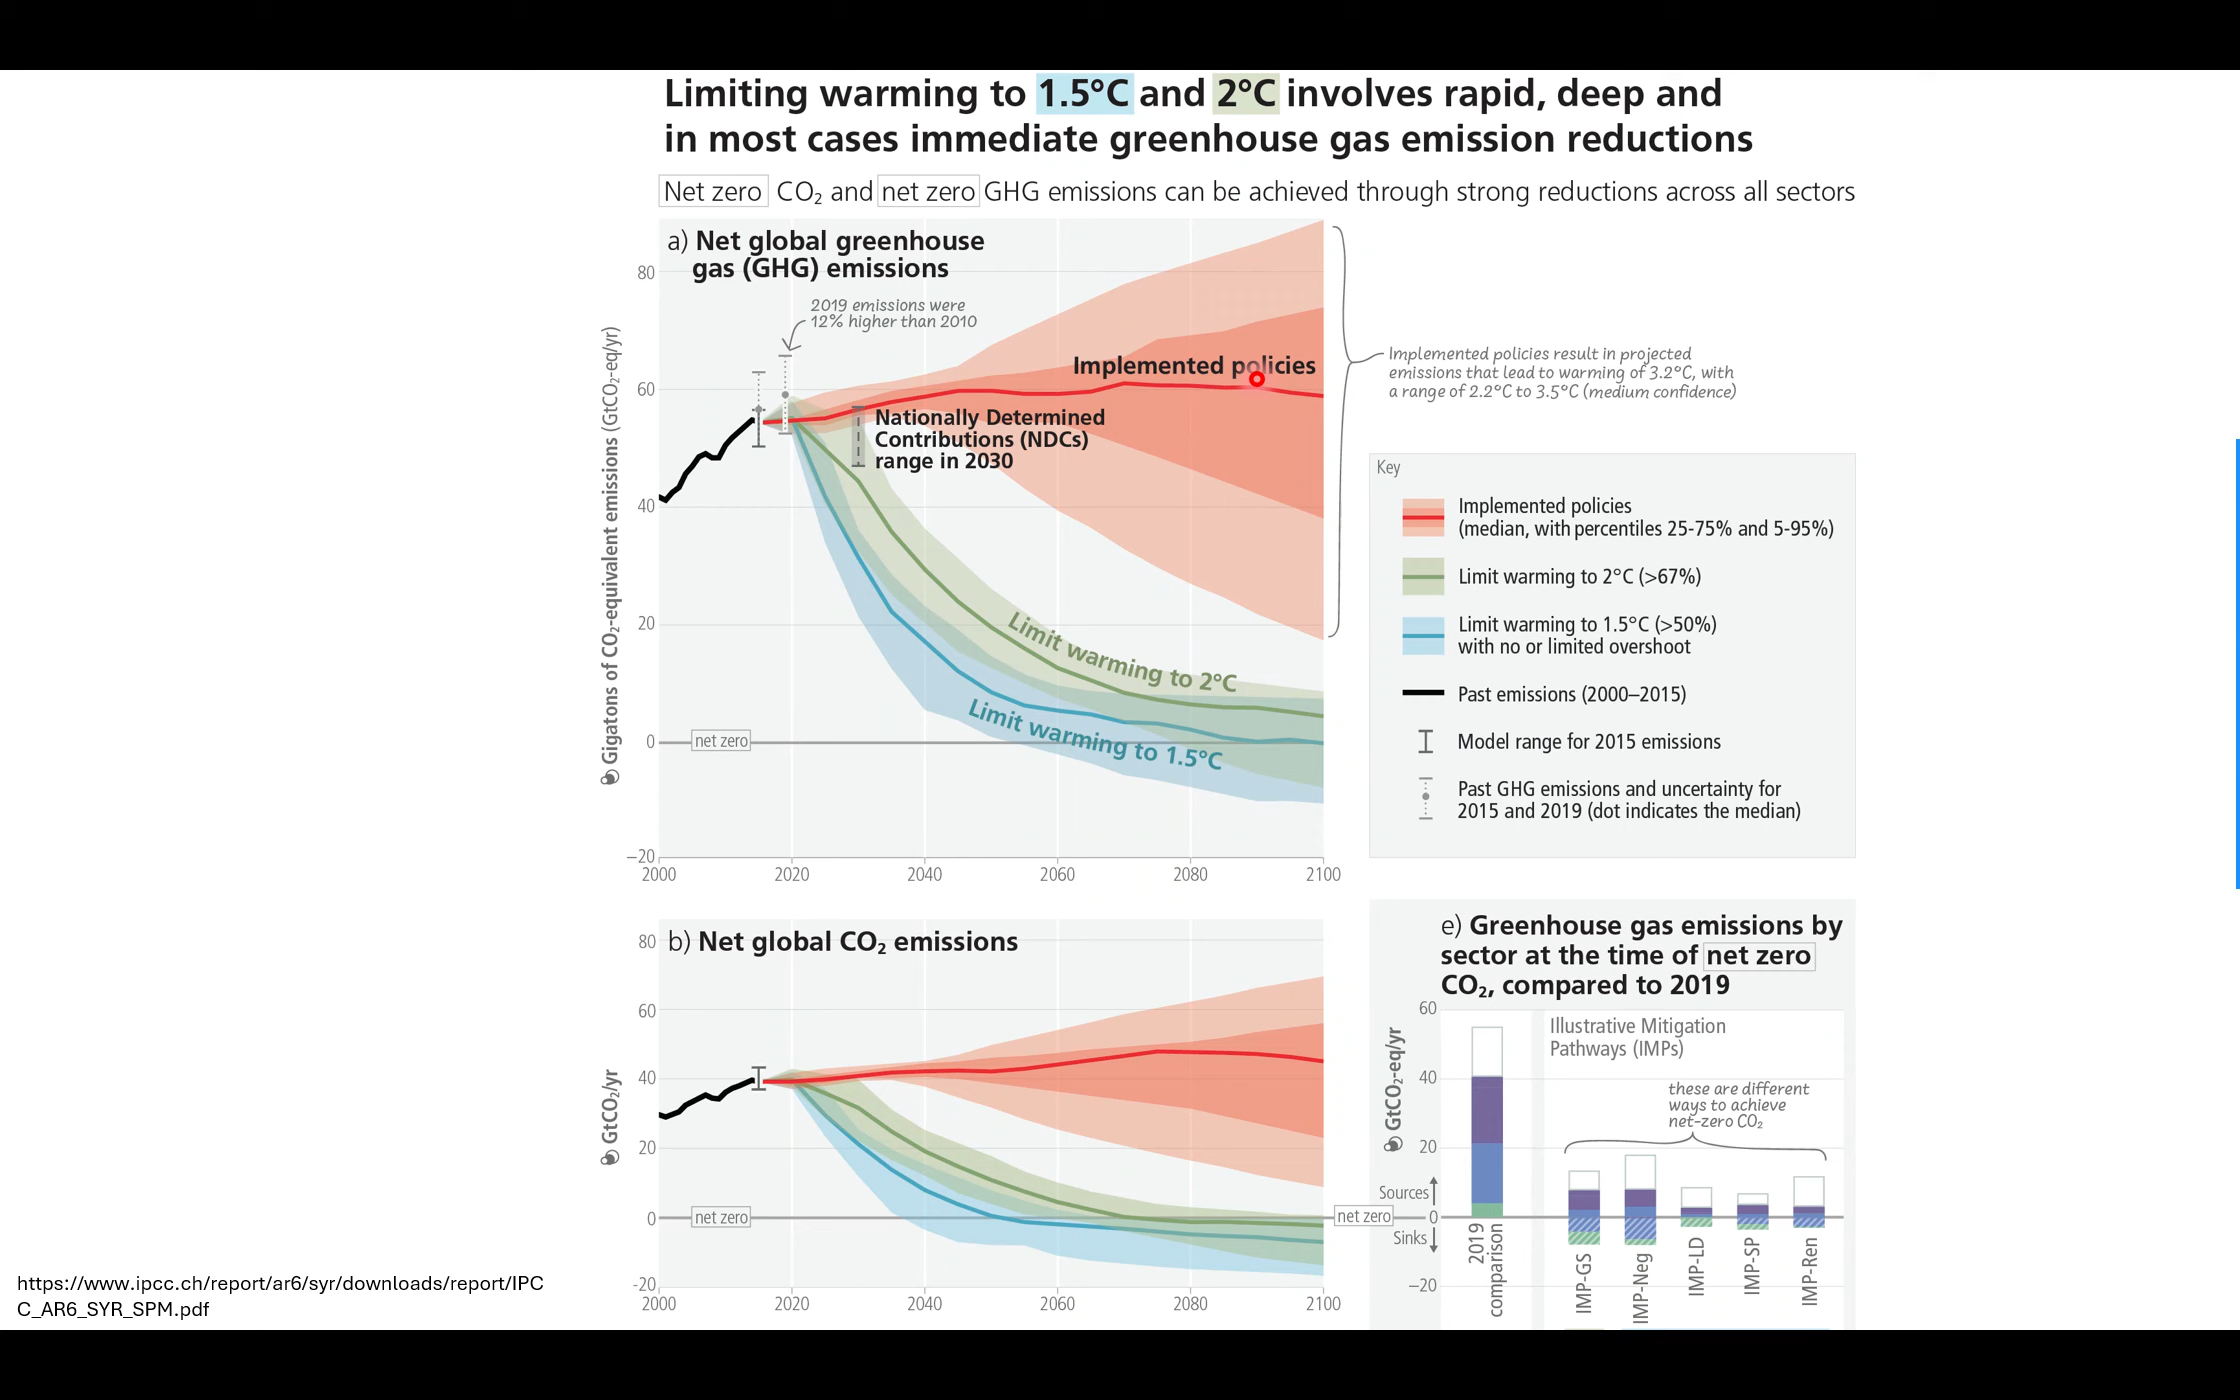 Limiting warming to 1.5°C and 2°C involves rapid, deep and
in most cases immediate greenhouse gas emission reductions
Net zero CO₂ and net zero GHG emissions can be achieved through strong reductions across all sectors
a) Net global greenhouse
gas (GHG) emissions
2019 emissions were
12% higher than 2010
80
60
40
20
0
−20
Gigatons of CO₂-equivalent emissions (GtCO₂-eq/yr)
Implemented policies
Nationally Determined
Contributions (NDCs)
range in 2030
Limit warming to 2°C
Limit warming to 1.5°C
net zero
2000 2020 2040 2060 2080 2100
Implemented policies result in projected
emissions that lead to warming of 3.2°C, with
a range of 2.2°C to 3.5°C (medium confidence)
Key
Implemented policies
(median, with percentiles 25-75% and 5-95%)
Limit warming to 2°C (>67%)
Limit warming to 1.5°C (>50%)
with no or limited overshoot
Past emissions (2000–2015)
Model range for 2015 emissions
Past GHG emissions and uncertainty for
2015 and 2019 (dot indicates the median)
b) Net global CO₂ emissions
80
60
40
20
0
-20
GtCO₂/yr
net zero
2000 2020 2040 2060 2080 2100
e) Greenhouse gas emissions by
sector at the time of net zero
CO₂, compared to 2019
60
40
20
0
−20
GtCO₂-eq/yr
Illustrative Mitigation
Pathways (IMPs)
these are different
ways to achieve
net-zero CO₂
Sources
net zero
Sinks
2019
comparison
IMP-GS
IMP-Neg
IMP-LD
IMP-SP
IMP-Ren
https://www.ipcc.ch/report/ar6/syr/downloads/report/IPC
C_AR6_SYR_SPM.pdf